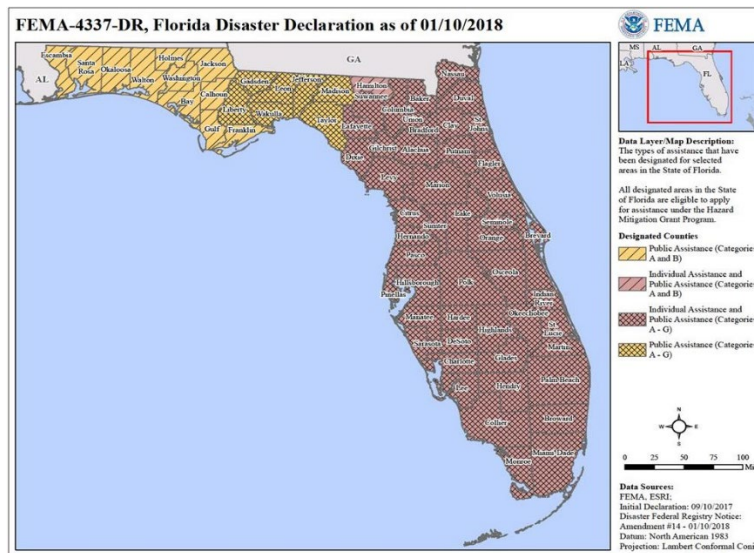 FEMA-4337-DR, Florida Disaster Declaration as of 01/10/2018
FEMA
MS
AL
GA
LA
FL
GA
AL
Escambia
Santa
Rosa
Okaloosa
Walton
Holmes
Washington
Jackson
Bay
Calhoun
Gulf
Liberty
Franklin
Gadsden
Leon
Wakulla
Jefferson
Madison
Taylor
Hamilton
Suwannee
Lafayette
Dixie
Columbia
Baker
Nassau
Duval
Union
Bradford
Clay
St
Johns
Gilchrist
Alachua
Putnam
Flagler
Levy
Marion
Volusia
Citrus
Sumter
Lake
Seminole
Orange
Hernando
Brevard
Pasco
Osceola
Hillsborough
Polk
Pinellas
Indian
River
Okeechobee
Manatee
Hardee
Highlands
St
Lucie
Sarasota
DeSoto
Martin
Charlotte
Glades
Lee
Hendry
Palm Beach
Collier
Broward
Monroe
Miami-Dade
Data Layer/Map Description:
The types of assistance that have
been designated for selected
areas in the State of Florida.
All designated areas in the State
of Florida are eligible to apply
for assistance under the Hazard
Mitigation Grant Program.
Designated Counties
Public Assistance (Categories
A and B)
Individual Assistance and
Public Assistance (Categories
A and B)
Individual Assistance and
Public Assistance (Categories
A - G)
Public Assistance (Categories
A - G)
N
W
E
S
0 25 50 75 100
Data Sources:
FEMA, ESRI;
Initial Declaration: 09/10/2017
Disaster Federal Registry Notice:
Amendment #14 - 01/10/2018
Datum: North American 1983
Projection: Lambert Conformal Coni